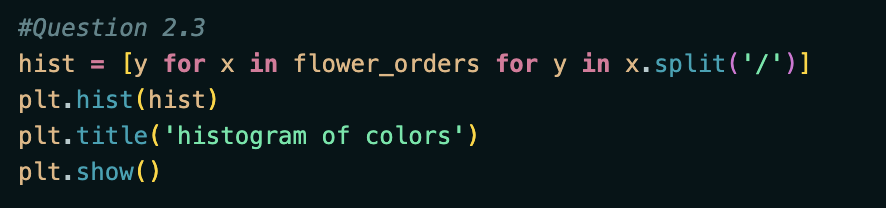 #Question 2.3
hist = [y for x in flower_orders for y in x.split('/')]
plt.hist(hist)
plt.title('histogram of colors')
plt.show()